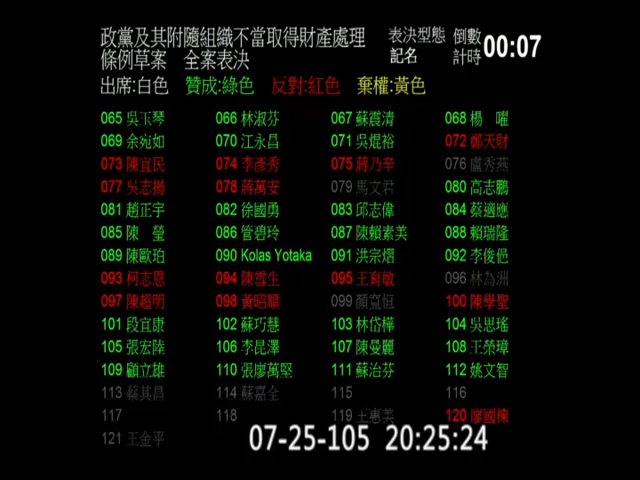 政黨及其附隨組織不當取得財產處理 表決型態 倒數 00:07
條例草案 全案表決 記名 計時
出席:白色 贊成:綠色 反對:紅色 棄權:黃色
065 吳玉琴 066 林淑芬 067 蘇震清 068 楊 曜
069 余宛如 070 江永昌 071 吳焜裕 072 鄭天財
073 陳宜民 074 李彥秀 075 蔣乃辛 076 盧秀燕
077 吳志揚 078 蔣萬安 079 馬文君 080 高志鵬
081 趙正宇 082 徐國勇 083 邱志偉 084 蔡適應
085 陳 瑩 086 管碧玲 087 陳賴素美 088 賴瑞隆
089 陳歐珀 090 Kolas Yotaka 091 洪宗熠 092 李俊俋
093 柯志恩 094 陳雪生 095 王育敏 096 林為洲
097 陳超明 098 黃昭順 099 顏寬恒 100 陳學聖
101 段宜康 102 蘇巧慧 103 林岱樺 104 吳思瑤
105 張宏陸 106 李昆澤 107 陳曼麗 108 王榮璋
109 顧立雄 110 張廖萬堅 111 蘇治芬 112 姚文智
113 蔡其昌 114 蘇嘉全 115 116
117 118 119 王惠美 120 廖國棟
121 王金平
07-25-105 20:25:24